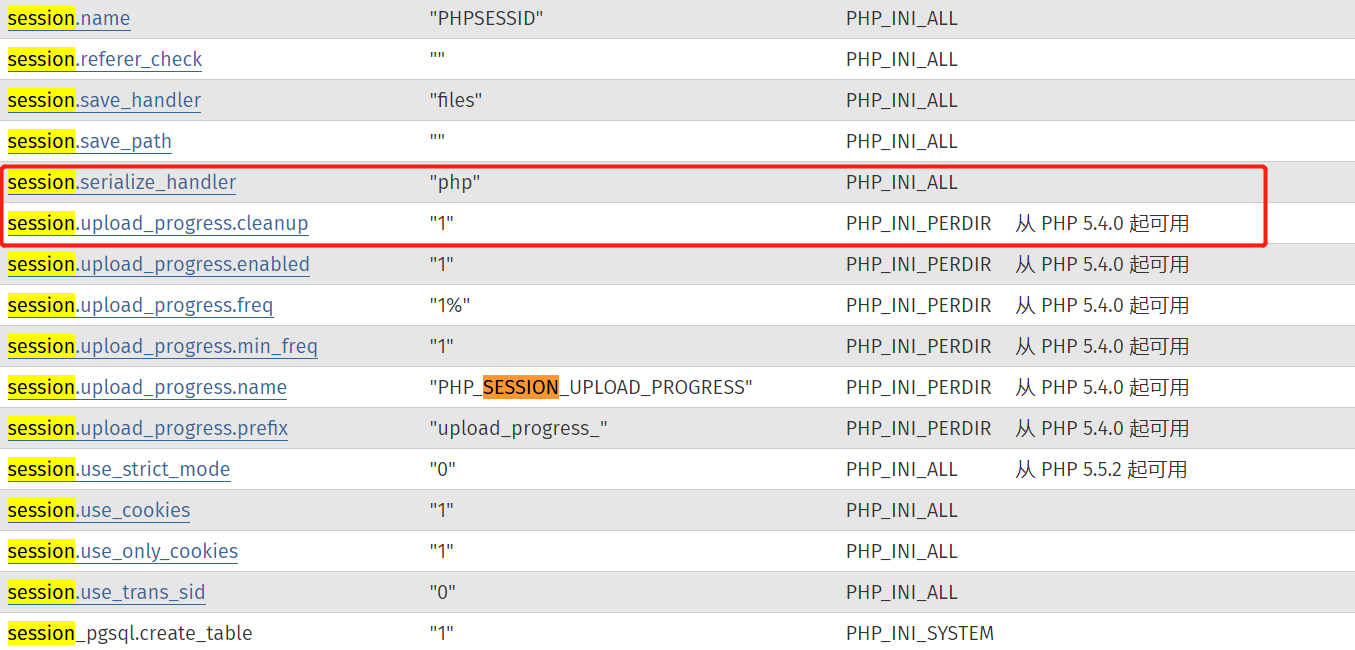 session.name "PHPSESSID" PHP_INI_ALL
session.referer_check "" PHP_INI_ALL
session.save_handler "files" PHP_INI_ALL
session.save_path "" PHP_INI_ALL
session.serialize_handler "php" PHP_INI_ALL
session.upload_progress.cleanup "1" PHP_INI_PERDIR 从 PHP 5.4.0 起可用
session.upload_progress.enabled "1" PHP_INI_PERDIR 从 PHP 5.4.0 起可用
session.upload_progress.freq "1%" PHP_INI_PERDIR 从 PHP 5.4.0 起可用
session.upload_progress.min_freq "1" PHP_INI_PERDIR 从 PHP 5.4.0 起可用
session.upload_progress.name "PHP_SESSION_UPLOAD_PROGRESS" PHP_INI_PERDIR 从 PHP 5.4.0 起可用
session.upload_progress.prefix "upload_progress_" PHP_INI_PERDIR 从 PHP 5.4.0 起可用
session.use_strict_mode "0" PHP_INI_ALL 从 PHP 5.5.2 起可用
session.use_cookies "1" PHP_INI_ALL
session.use_only_cookies "1" PHP_INI_ALL
session.use_trans_sid "0" PHP_INI_ALL
session_pgsql.create_table "1" PHP_INI_SYSTEM